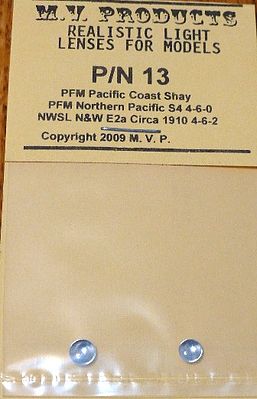 M.V. PRODUCTS
REALISTIC LIGHT
LENSES FOR MODELS
P/N 13
PFM Pacific Coast Shay
PFM Northern Pacific S4 4-6-0
NWSL N&W E2a Circa 1910 4-6-2
Copyright 2009 M. V. P.